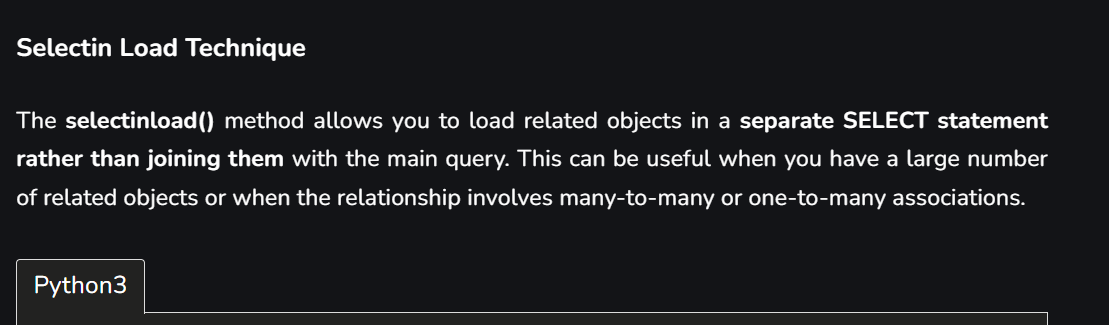 Selectin Load Technique
The selectinload() method allows you to load related objects in a separate SELECT statement
rather than joining them with the main query. This can be useful when you have a large number
of related objects or when the relationship involves many-to-many or one-to-many associations.
Python3